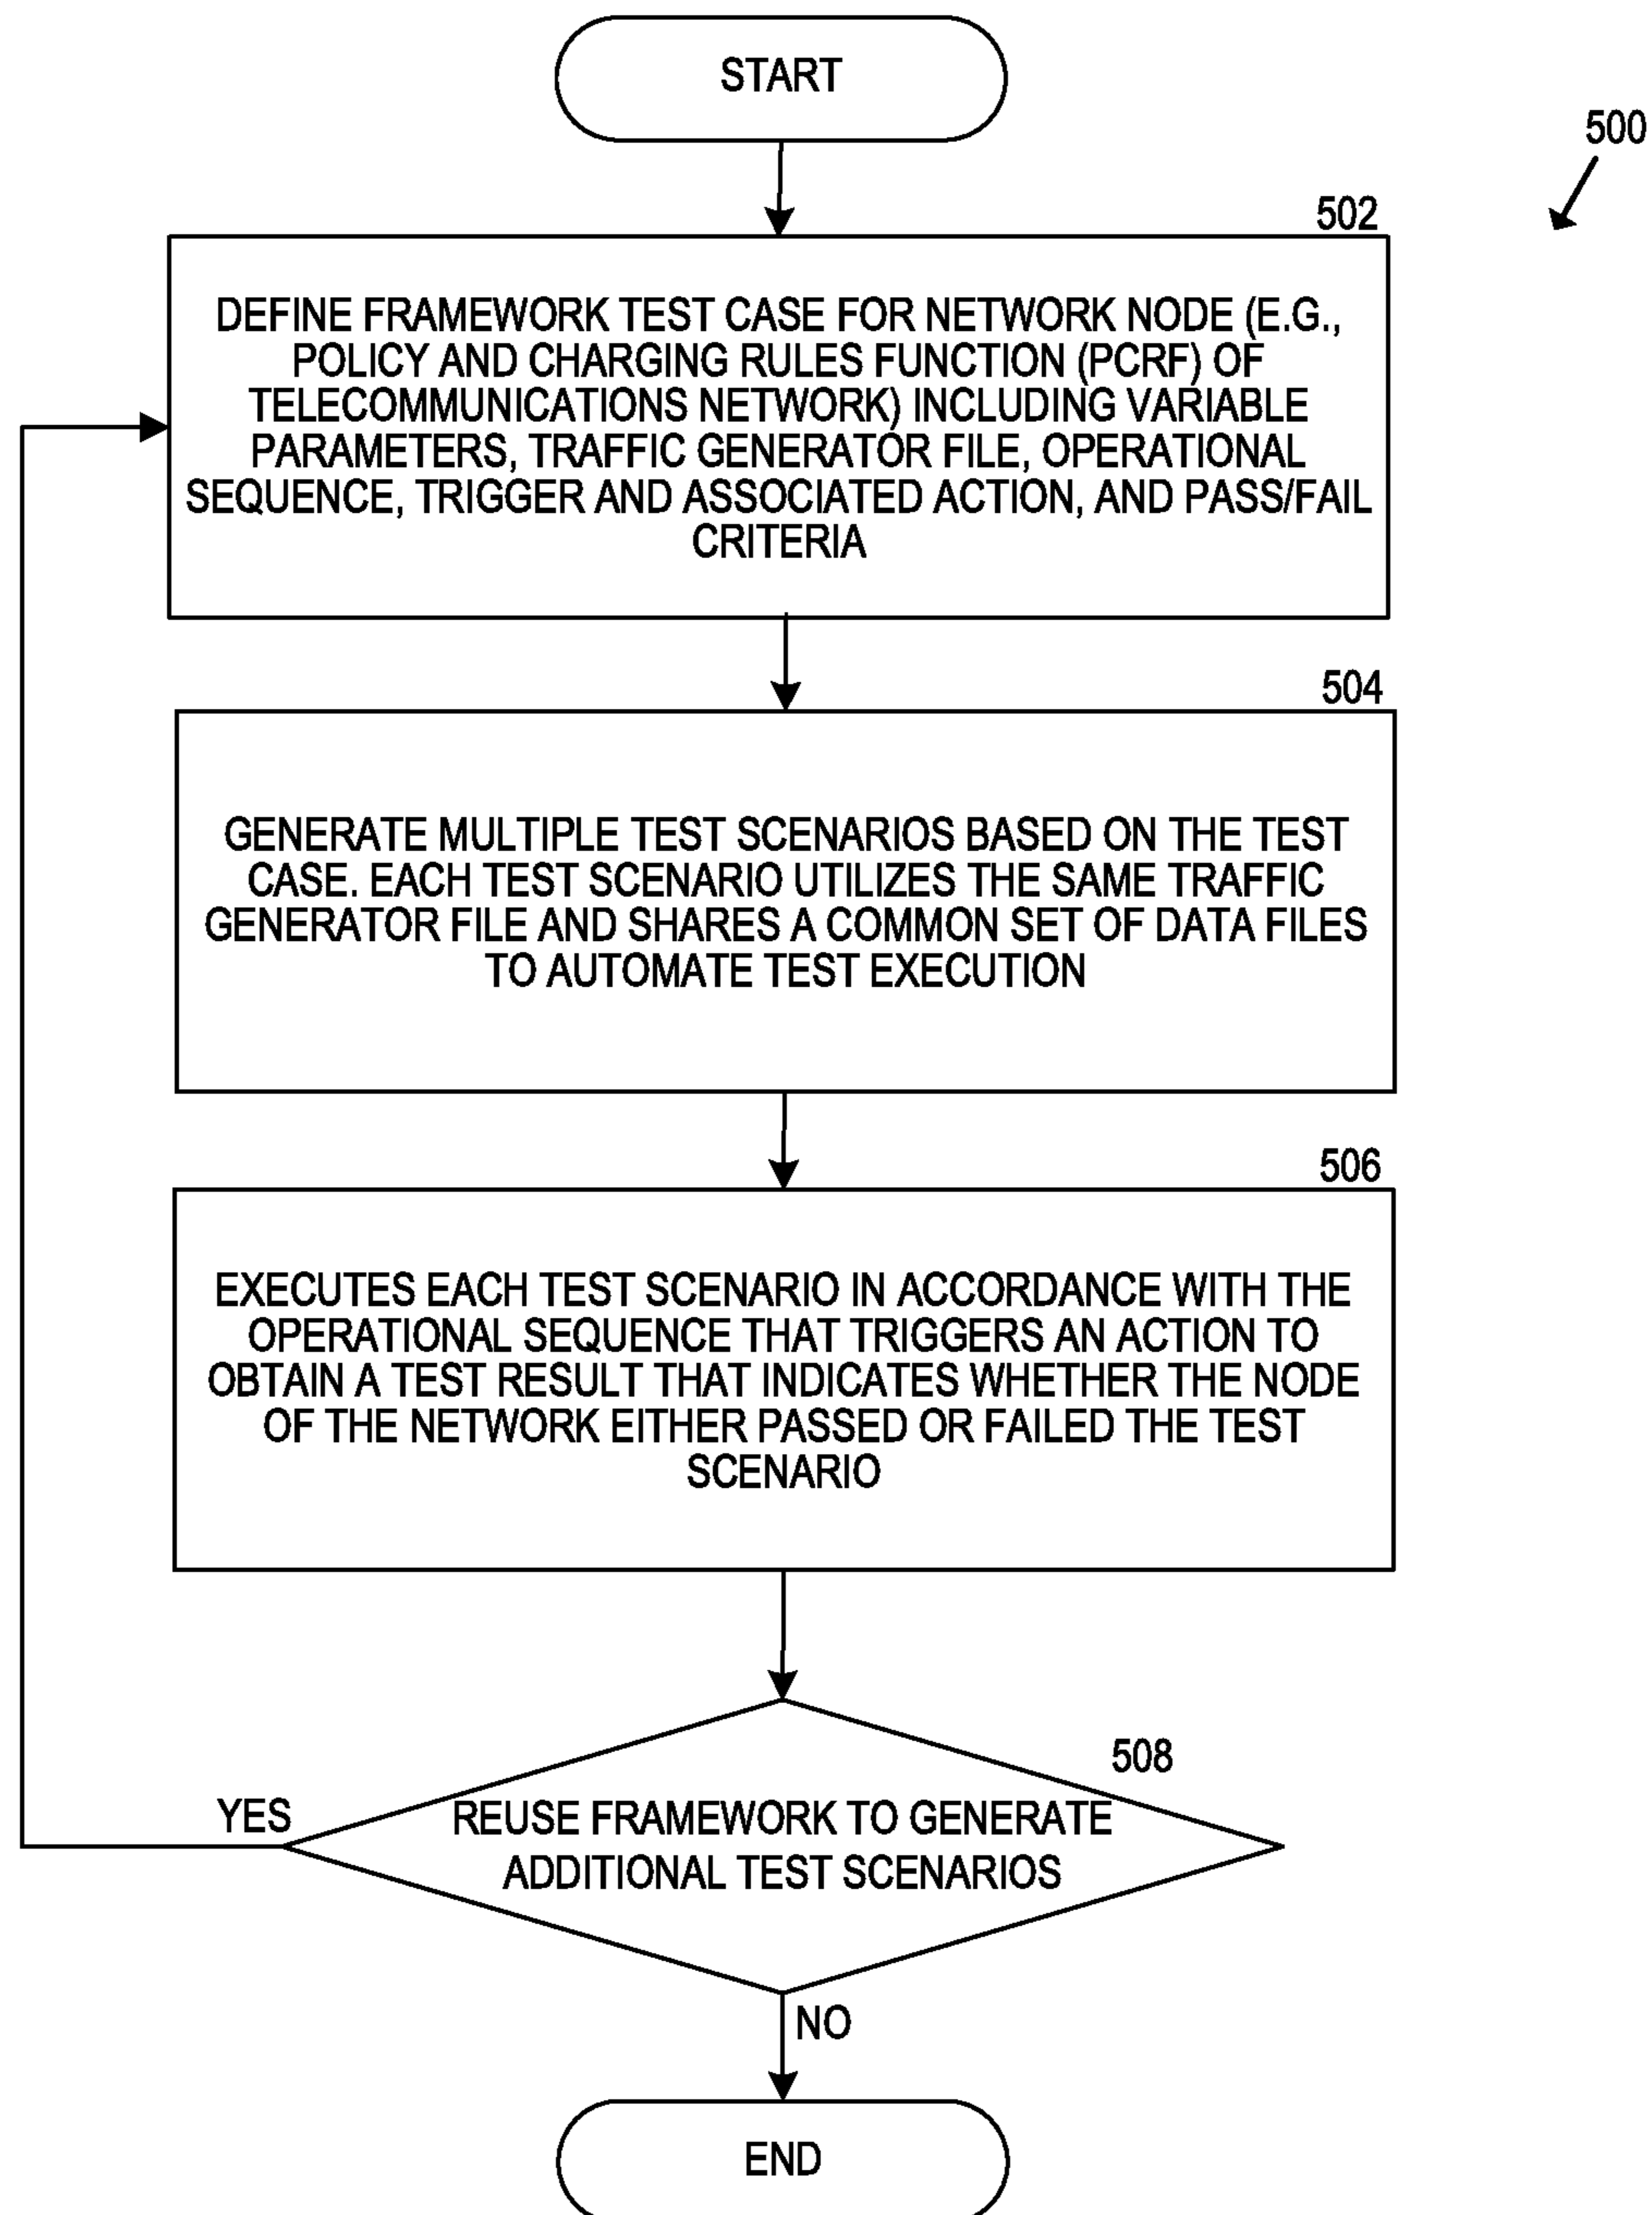 START
500
502
DEFINE FRAMEWORK TEST CASE FOR NETWORK NODE (E.G.,
POLICY AND CHARGING RULES FUNCTION (PCRF) OF
TELECOMMUNICATIONS NETWORK) INCLUDING VARIABLE
PARAMETERS, TRAFFIC GENERATOR FILE, OPERATIONAL
SEQUENCE, TRIGGER AND ASSOCIATED ACTION, AND PASS/FAIL
CRITERIA
504
GENERATE MULTIPLE TEST SCENARIOS BASED ON THE TEST
CASE. EACH TEST SCENARIO UTILIZES THE SAME TRAFFIC
GENERATOR FILE AND SHARES A COMMON SET OF DATA FILES
TO AUTOMATE TEST EXECUTION
506
EXECUTES EACH TEST SCENARIO IN ACCORDANCE WITH THE
OPERATIONAL SEQUENCE THAT TRIGGERS AN ACTION TO
OBTAIN A TEST RESULT THAT INDICATES WHETHER THE NODE
OF THE NETWORK EITHER PASSED OR FAILED THE TEST
SCENARIO
508
YES
REUSE FRAMEWORK TO GENERATE
ADDITIONAL TEST SCENARIOS
NO
END